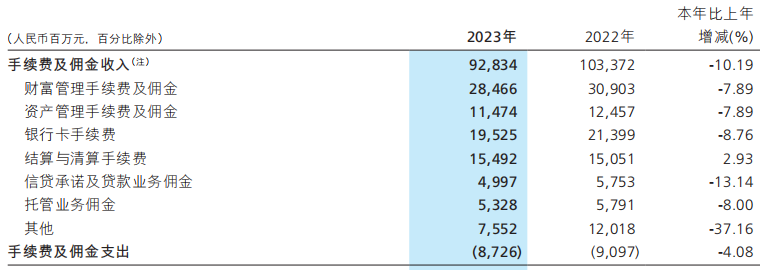 本年比上年
(人民币百万元，百分比除外) 2023年 2022年 增减(%)
手续费及佣金收入(注) 92,834 103,372 -10.19
财富管理手续费及佣金 28,466 30,903 -7.89
资产管理手续费及佣金 11,474 12,457 -7.89
银行卡手续费 19,525 21,399 -8.76
结算与清算手续费 15,492 15,051 2.93
信贷承诺及贷款业务佣金 4,997 5,753 -13.14
托管业务佣金 5,328 5,791 -8.00
其他 7,552 12,018 -37.16
手续费及佣金支出 (8,726) (9,097) -4.08